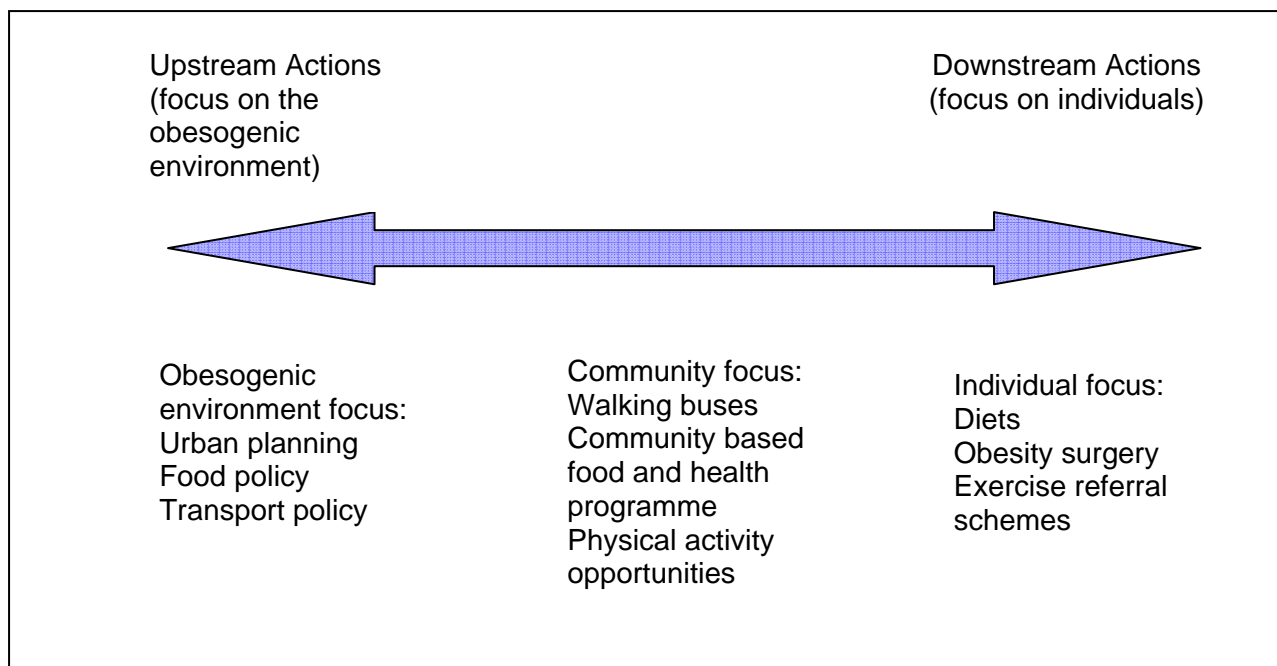 Upstream Actions
(focus on the
obesogenic
environment)
Downstream Actions
(focus on individuals)
Obesogenic
environment focus:
Urban planning
Food policy
Transport policy
Community focus:
Walking buses
Community based
food and health
programme
Physical activity
opportunities
Individual focus:
Diets
Obesity surgery
Exercise referral
schemes